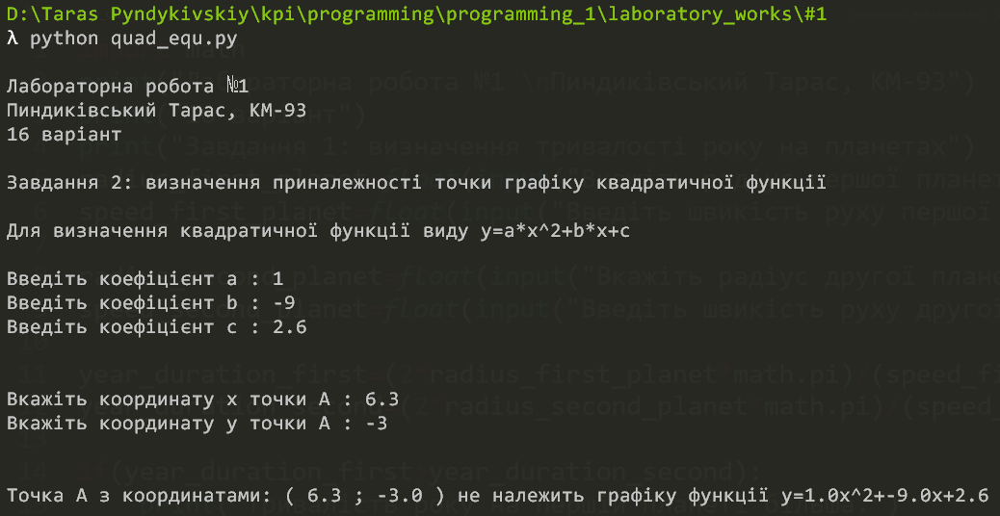 D:\Taras Pyndykivskiy\kpi\programming\programming_1\laboratory_works\#1
λ python quad_equ.py
Лабораторна робота №1
Пиндиківський Тарас, КМ-93
16 варіант
Завдання 2: визначення приналежності точки графіку квадратичної функції
Для визначення квадратичної функції виду y=a*x^2+b*x+c
Введіть коефіцієнт a : 1
Введіть коефіцієнт b : -9
Введіть коефіцієнт c : 2.6
Вкажіть координату x точки А : 6.3
Вкажіть координату y точки А : -3
Точка А з координатами: ( 6.3 ; -3.0 ) не належить графіку функції y=1.0x^2+-9.0x+2.6